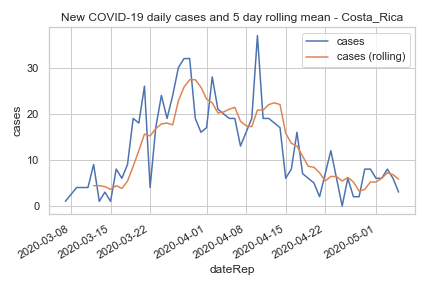 New COVID-19 daily cases and 5 day rolling mean - Costa_Rica
cases
cases (rolling)
30
20
10
0
cases
2020-03-08
2020-03-15
2020-03-22
2020-04-01
2020-04-08
2020-04-15
2020-04-22
2020-05-01
dateRep